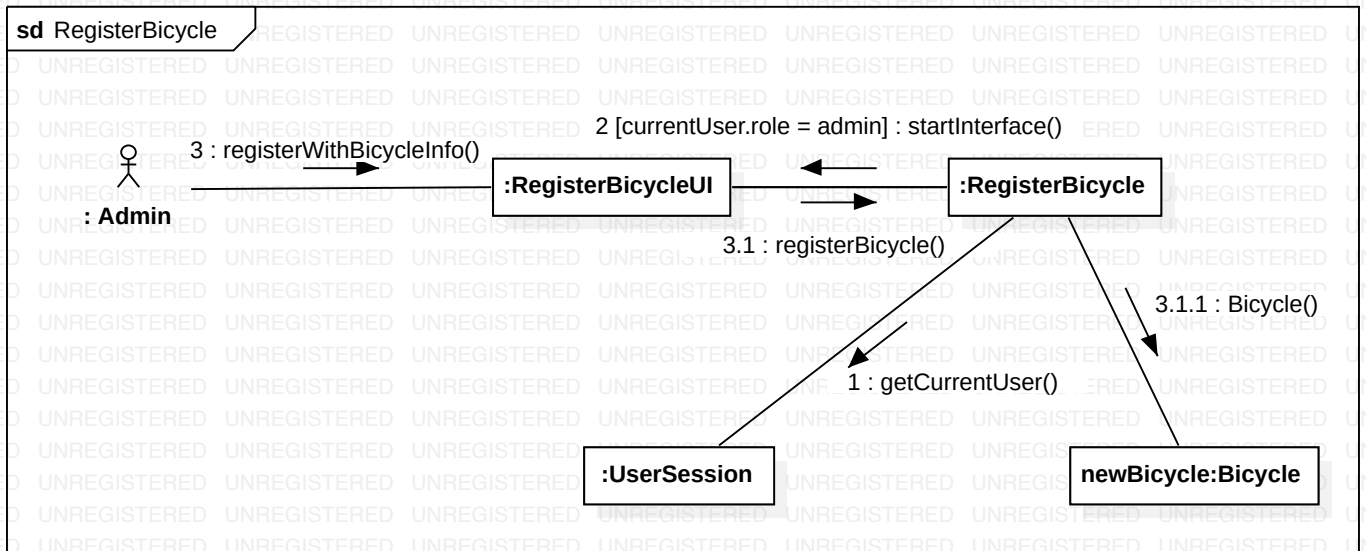 sd RegisterBicycle
2 [currentUser.role = admin] : startInterface()
3 : registerWithBicycleInfo()
:RegisterBicycleUI
:RegisterBicycle
: Admin
3.1 : registerBicycle()
3.1.1 : Bicycle()
1 : getCurrentUser()
:UserSession
newBicycle:Bicycle
UNREGISTERED